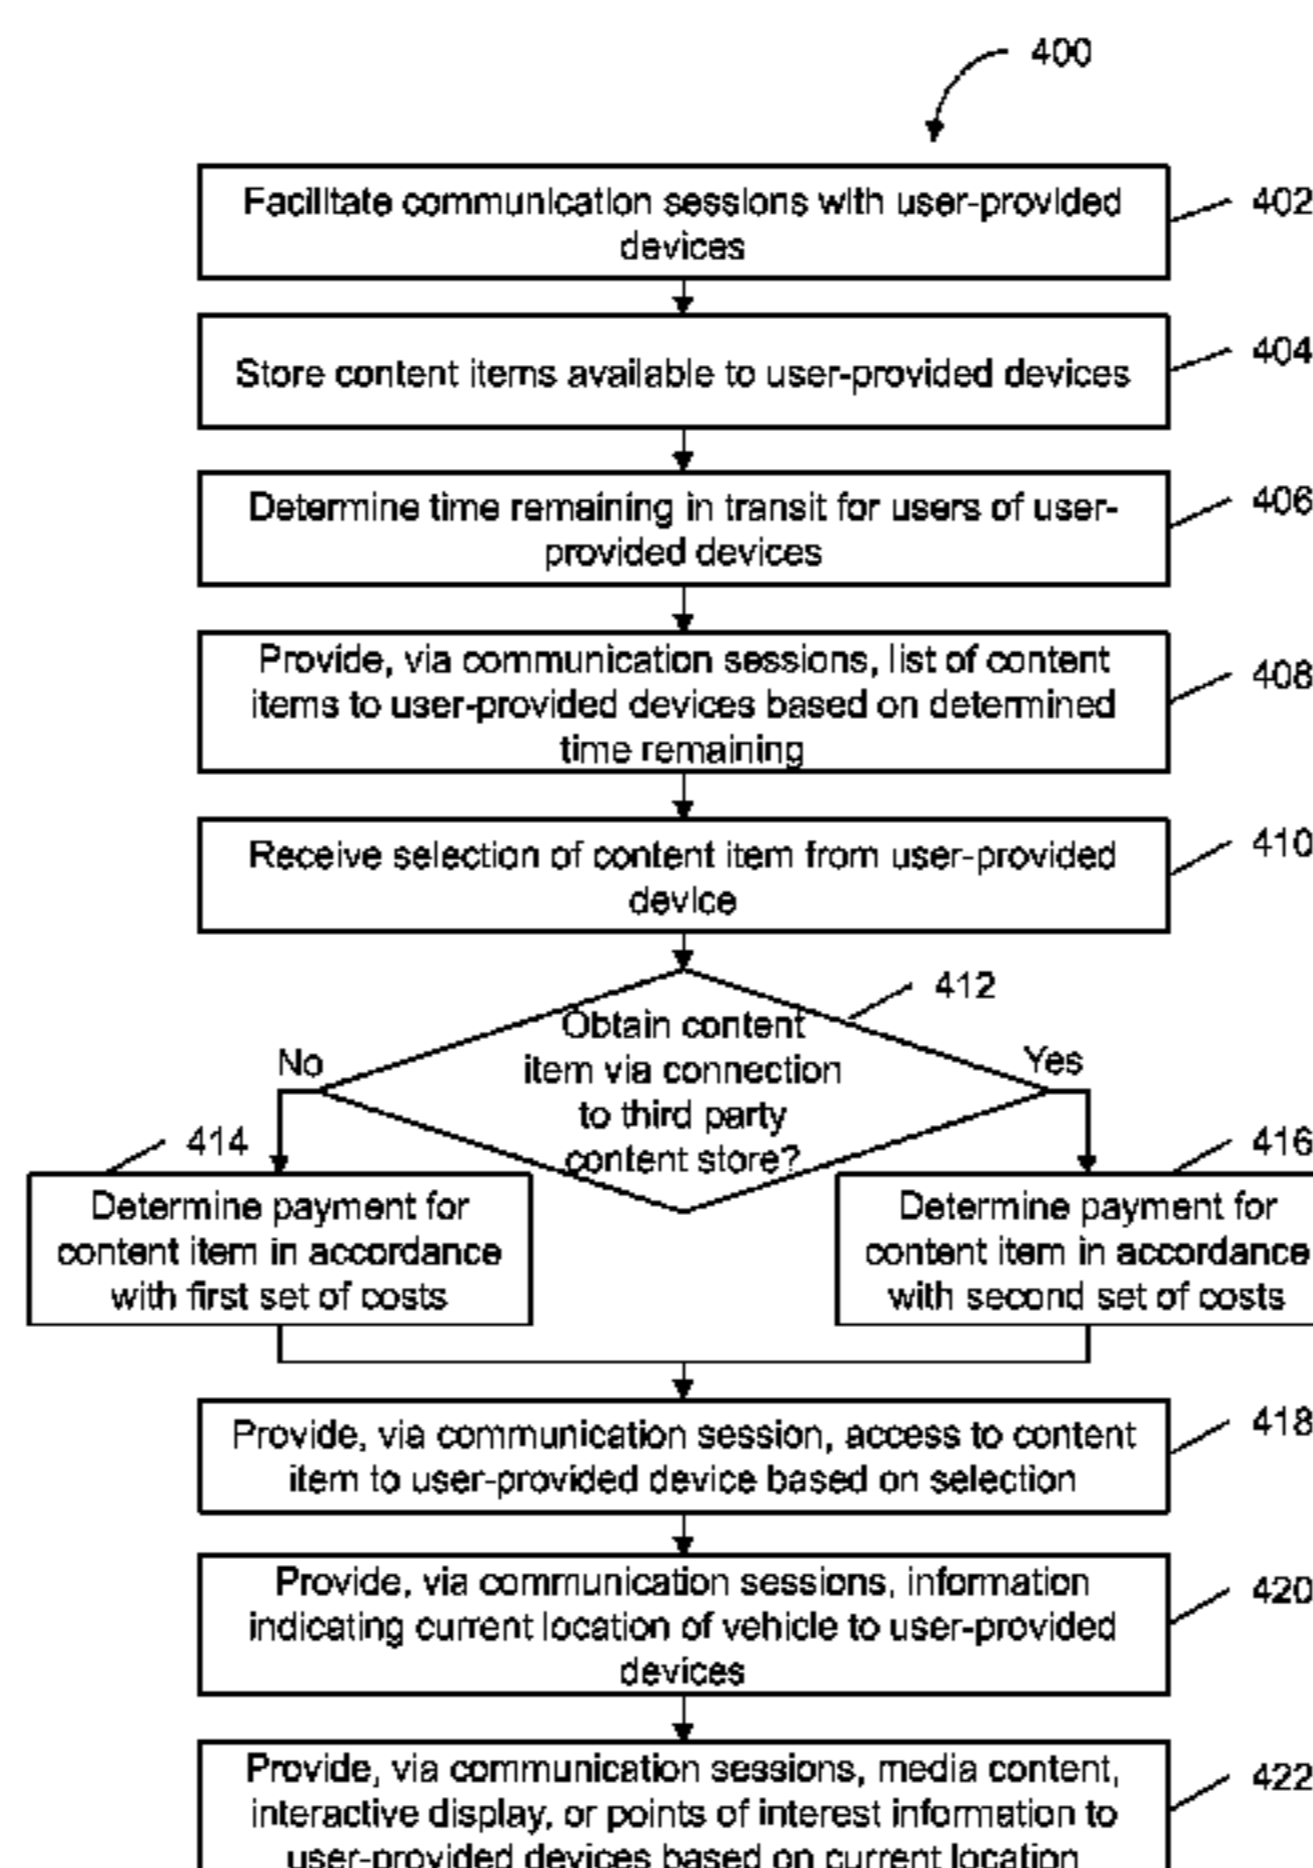 400
Facilitate communication sessions with user-provided
devices
402
Store content items available to user-provided devices
404
Determine time remaining in transit for users of user-
provided devices
406
Provide, via communication sessions, list of content
items to user-provided devices based on determined
time remaining
408
Receive selection of content item from user-provided
device
410
412
Obtain content
item via connection
to third party
content store?
No
Yes
414
Determine payment for
content item in accordance
with first set of costs
416
Determine payment for
content item in accordance
with second set of costs
Provide, via communication session, access to content
item to user-provided device based on selection
418
Provide, via communication sessions, information
indicating current location of vehicle to user-provided
devices
420
Provide, via communication sessions, media content,
interactive display, or points of interest information to
user-provided devices based on current location
422